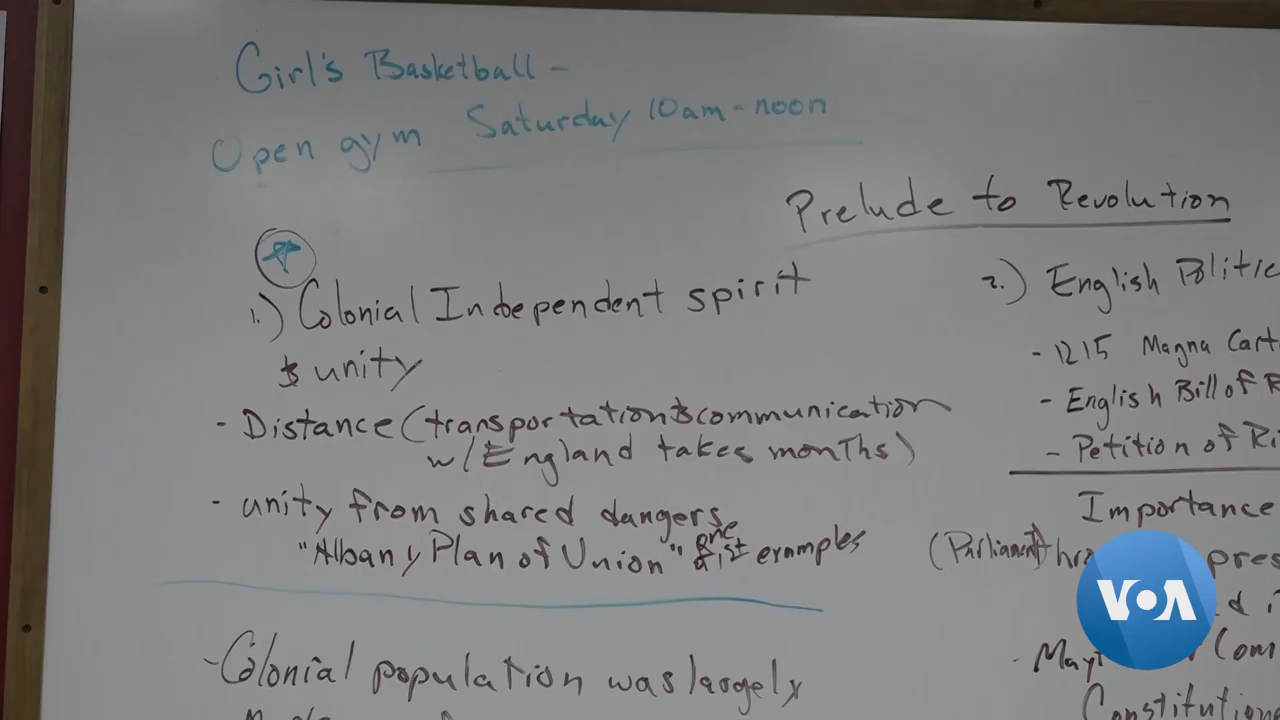 Girl's Basketball -
Open gym Saturday 10am - noon
Prelude to Revolution
1.) Colonial Independent spirit
& unity
- Distance (transportation & communication
w/ England takes months)
- unity from shared dangers
"Albany Plan of Union" one examples
- Colonial population was largely
2.) English Politic
- 1215 Magna Cart
- English Bill of R
- Petition of Ri
Importance
(Parliament)
pres
Constitution
VOA